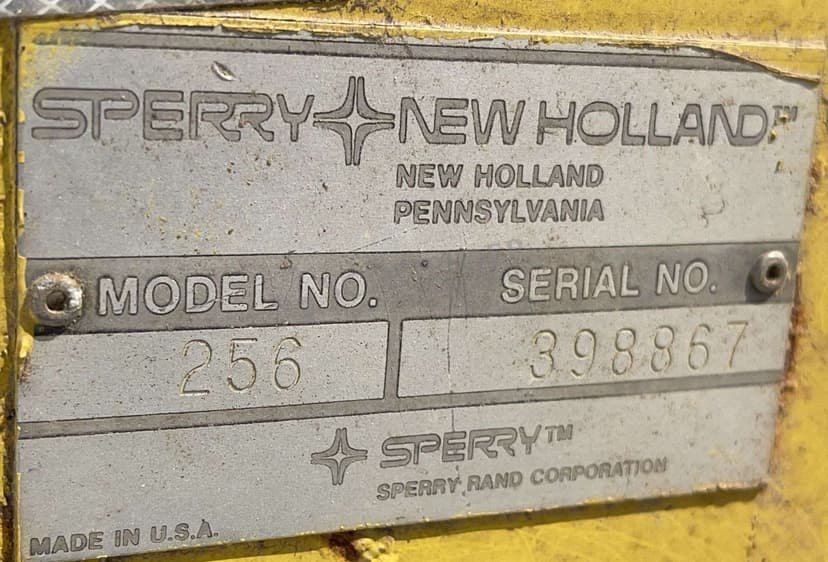 SPERRY NEW HOLLAND™
NEW HOLLAND
PENNSYLVANIA
MODEL NO. SERIAL NO.
256 398867
SPERRY™
SPERRY RAND CORPORATION
MADE IN U.S.A.